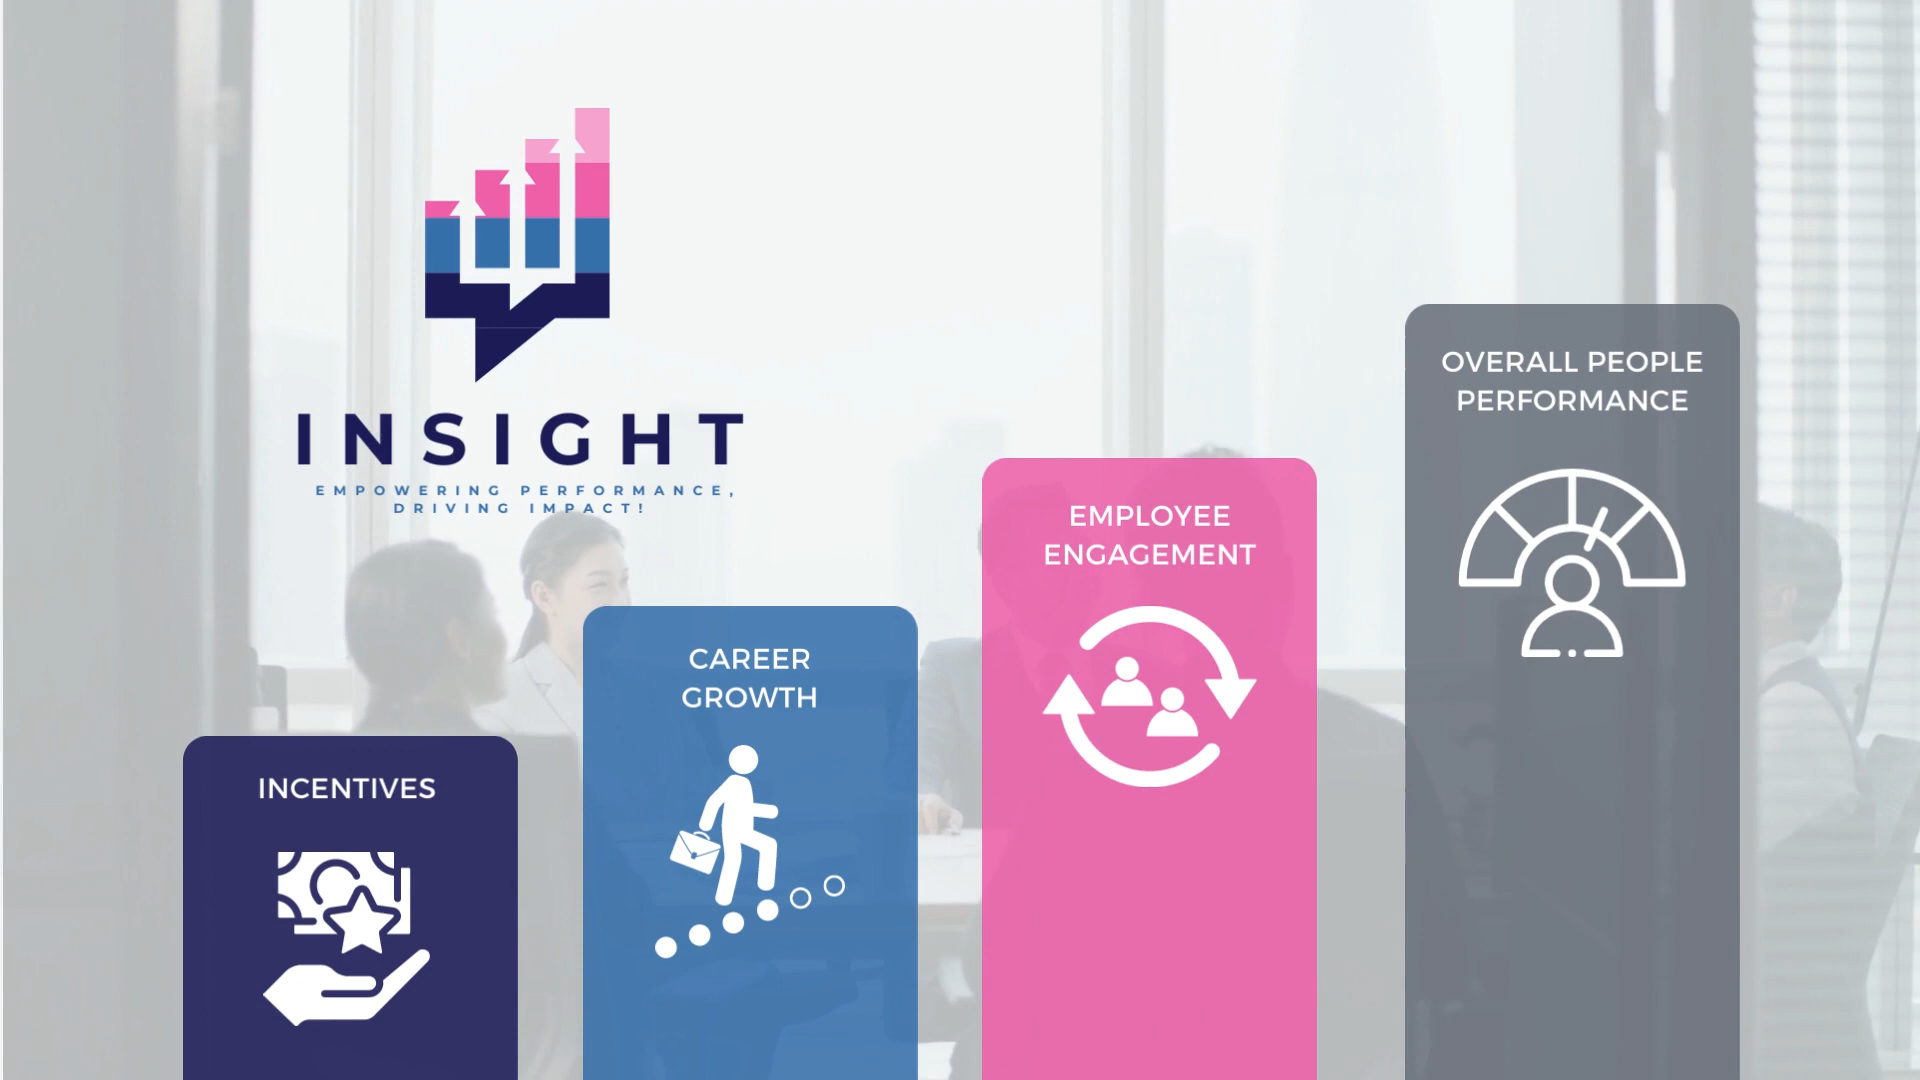 INSIGHT
EMPOWERING PERFORMANCE,
DRIVING IMPACT!
INCENTIVES
CAREER
GROWTH
EMPLOYEE
ENGAGEMENT
OVERALL PEOPLE
PERFORMANCE